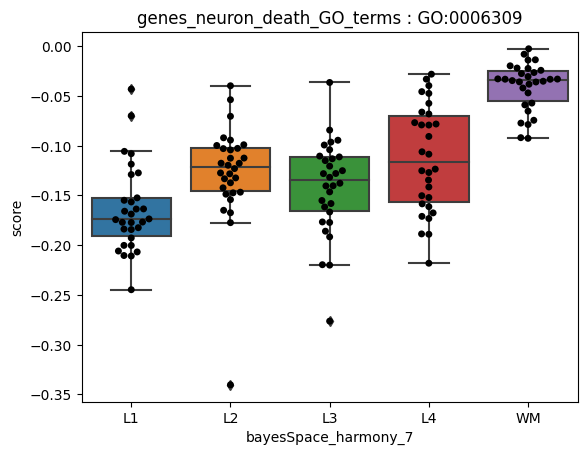 genes_neuron_death_GO_terms : GO:0006309
score
0.00
−0.05
−0.10
−0.15
−0.20
−0.25
−0.30
−0.35
L1 L2 L3 L4 WM
bayesSpace_harmony_7